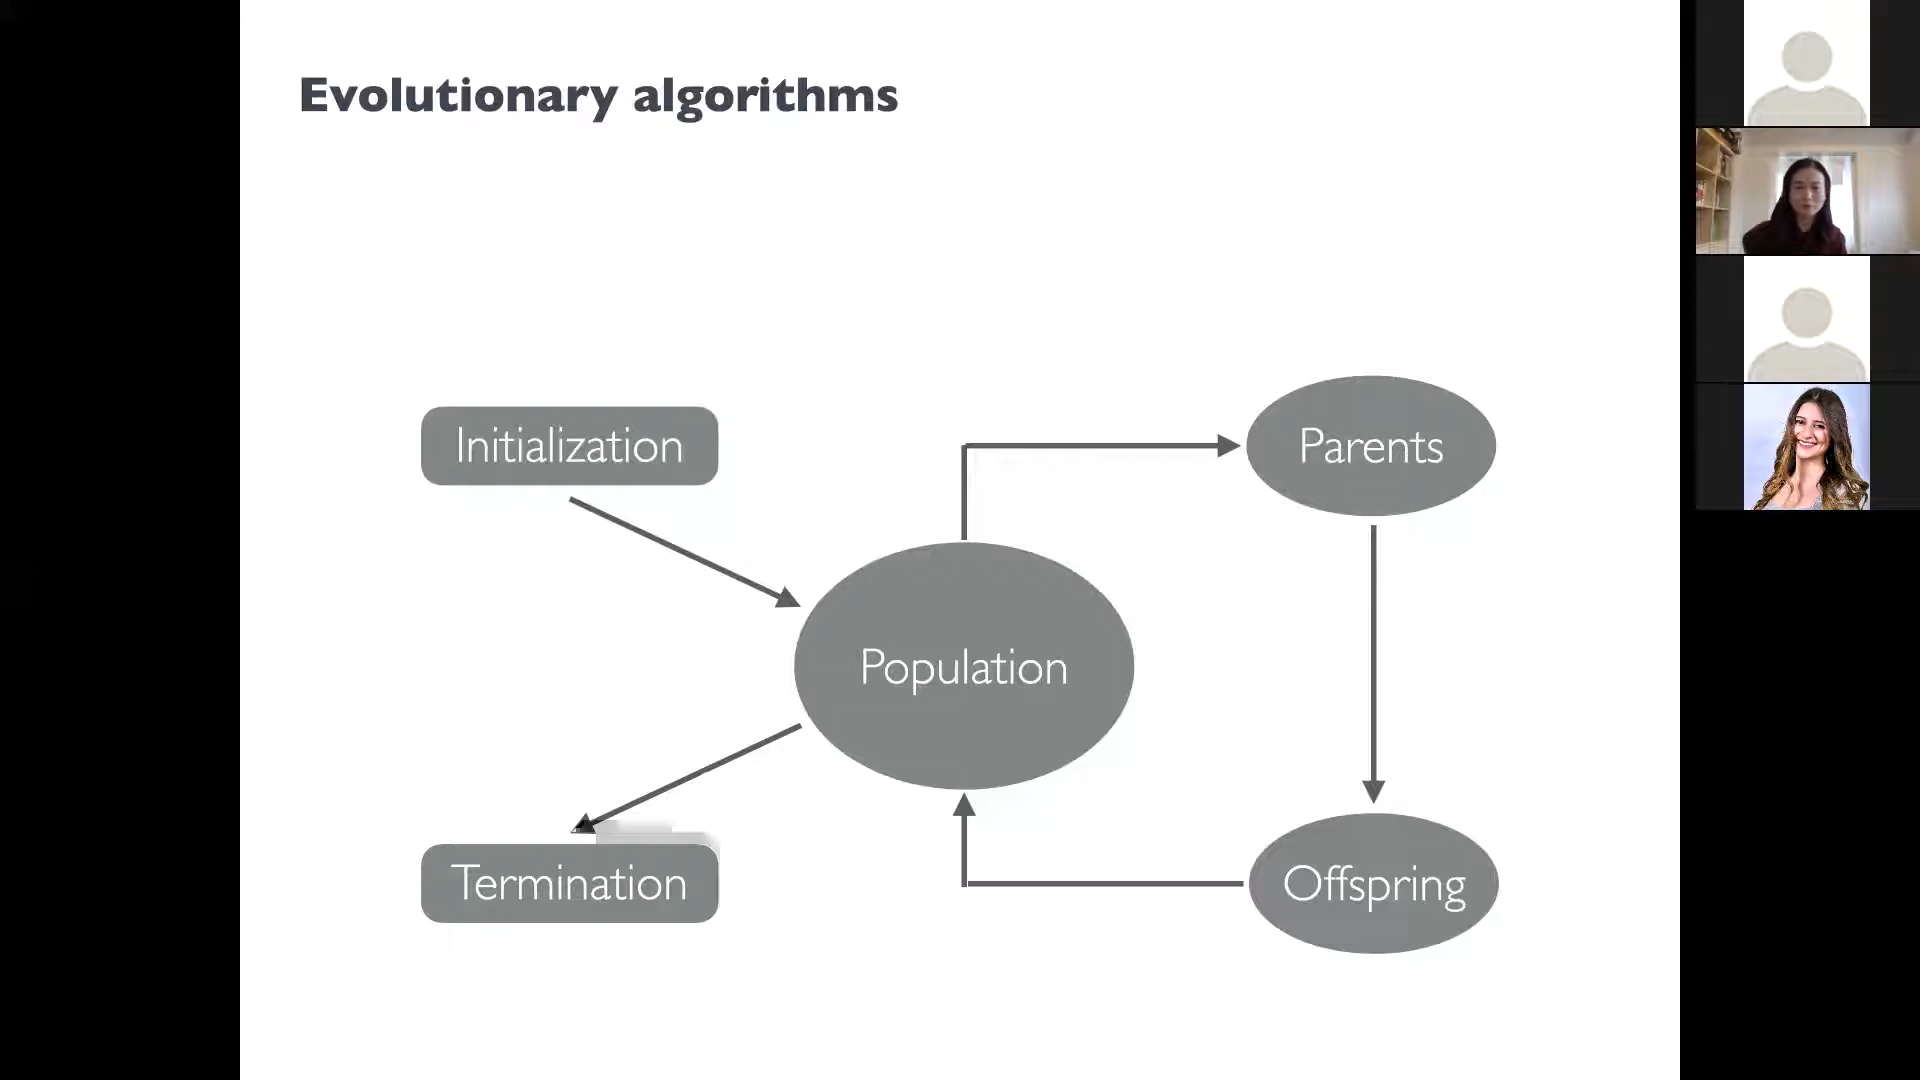 Evolutionary algorithms
Initialization
Parents
Population
Termination
Offspring